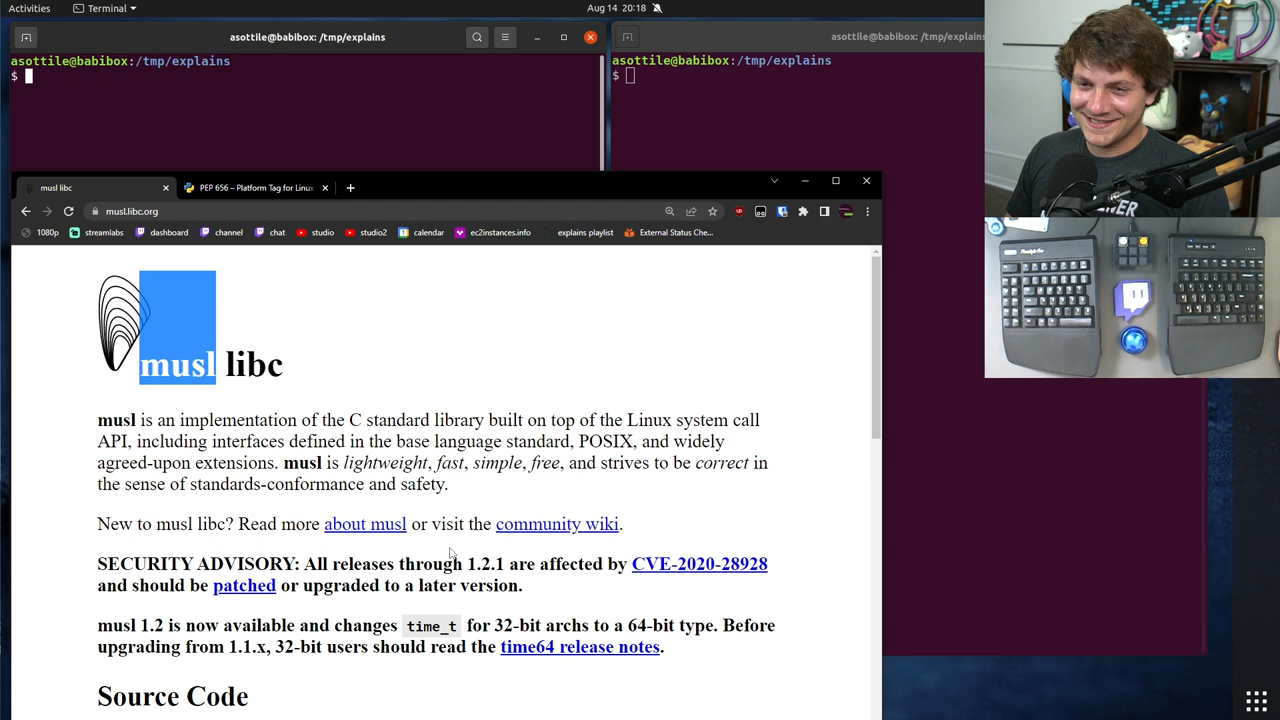 Activities
Terminal
Aug 14 20:18
asottile@babibox: /tmp/explains
asottile@babibox: /tmp/explains
asottile@babibox:/tmp/explains
$
asottile@babibox:/tmp/explains
$
musl libc
PEP 656 – Platform Tag for Linux
musl.libc.org
1080p
streamlabs
dashboard
channel
chat
studio
studio2
calendar
ec2instances.info
explains playlist
External Status Che...
musl libc
musl is an implementation of the C standard library built on top of the Linux system call
API, including interfaces defined in the base language standard, POSIX, and widely
agreed-upon extensions. musl is lightweight, fast, simple, free, and strives to be correct in
the sense of standards-conformance and safety.
New to musl libc? Read more about musl or visit the community wiki.
SECURITY ADVISORY: All releases through 1.2.1 are affected by CVE-2020-28928
and should be patched or upgraded to a later version.
musl 1.2 is now available and changes time_t for 32-bit archs to a 64-bit type. Before
upgrading from 1.1.x, 32-bit users should read the time64 release notes.
Source Code